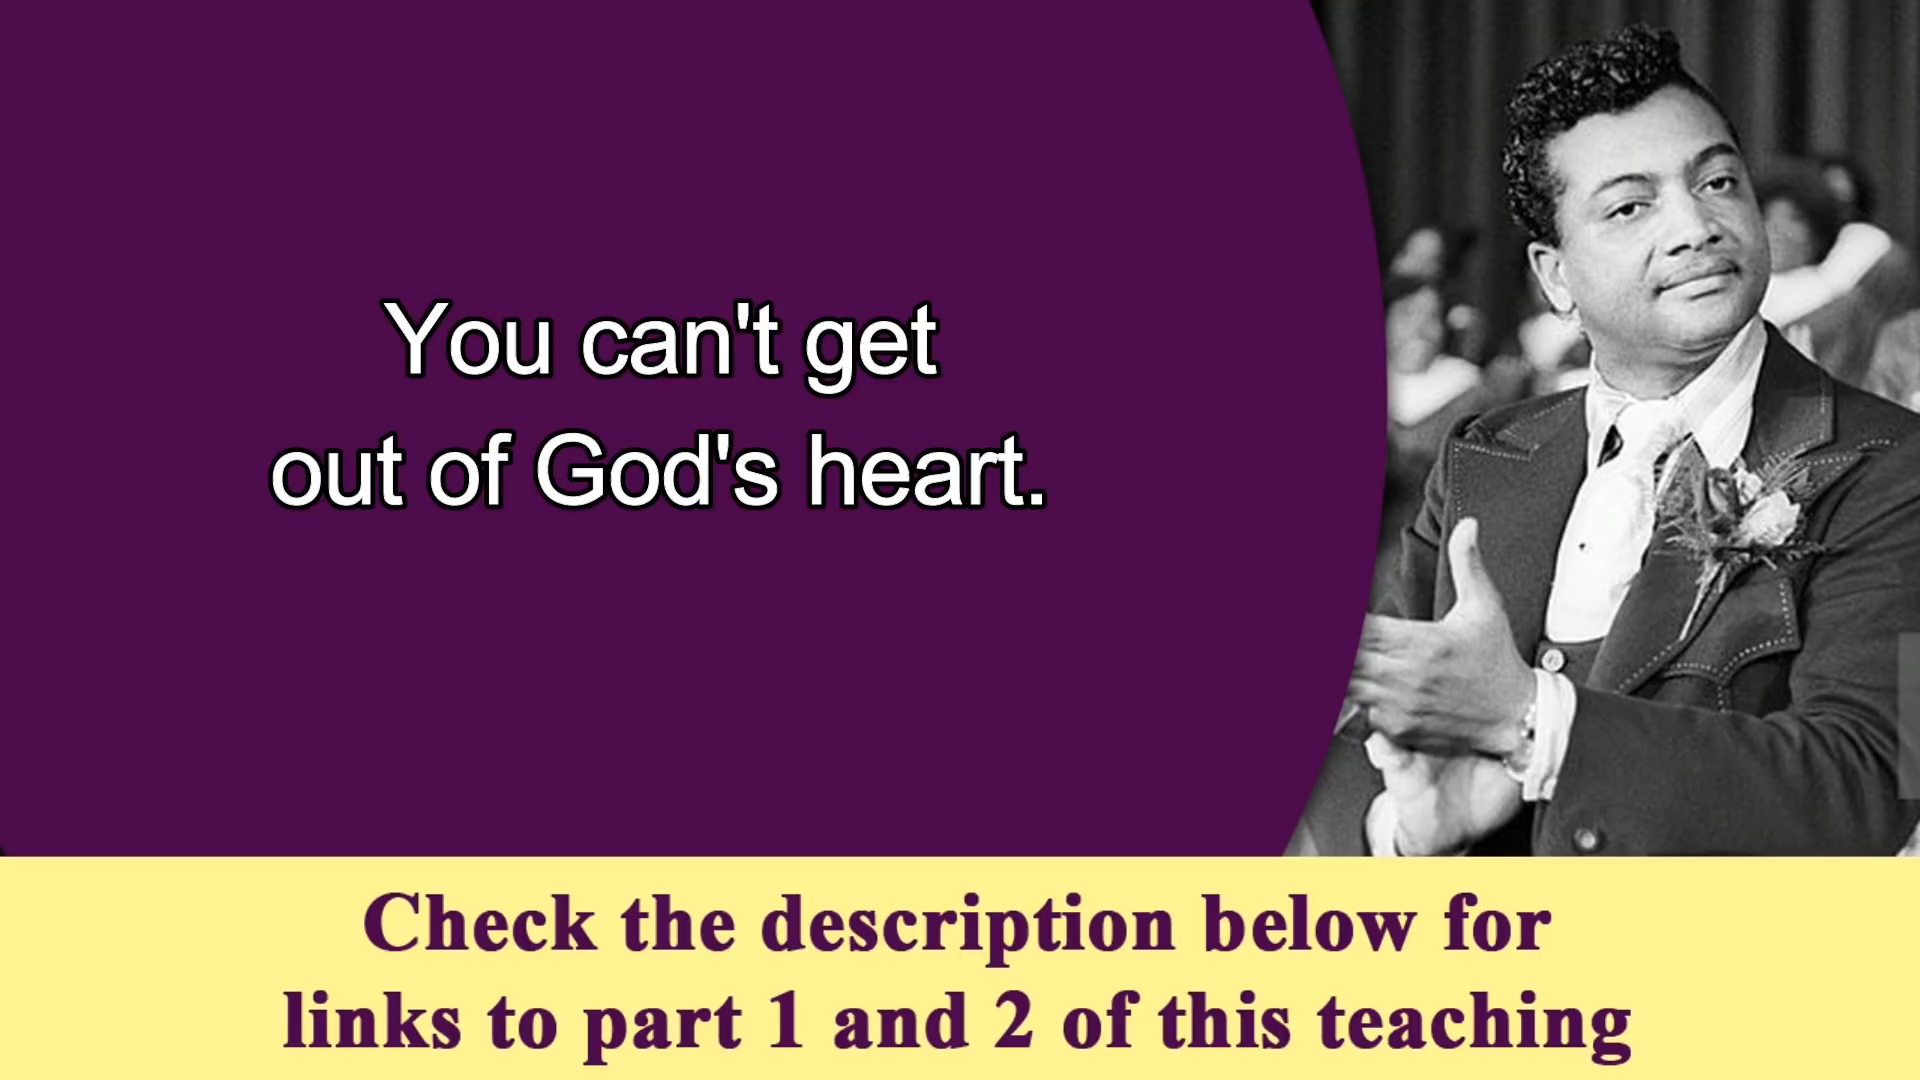 You can't get
out of God's heart.
Check the description below for
links to part 1 and 2 of this teaching